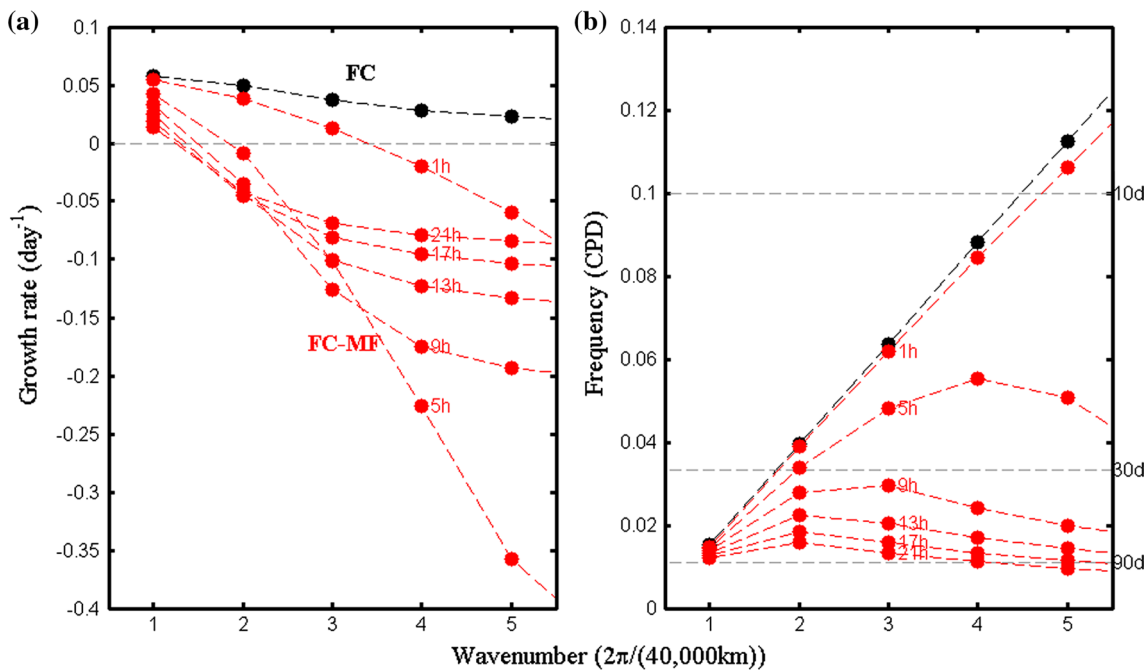 (a)
0.1
0.05
0
-0.05
-0.1
-0.15
-0.2
-0.25
-0.3
-0.35
-0.4
Growth rate (day-1)
FC
1h
21h
17h
13h
FC-MF
9h
5h
1
2
3
4
5
(b)
0.14
0.12
0.1
0.08
0.06
0.04
0.02
0
Frequency (CPD)
10d
30d
90d
1h
5h
9h
13h
17h
21h
1
2
3
4
5
Wavenumber (2π/(40,000km))